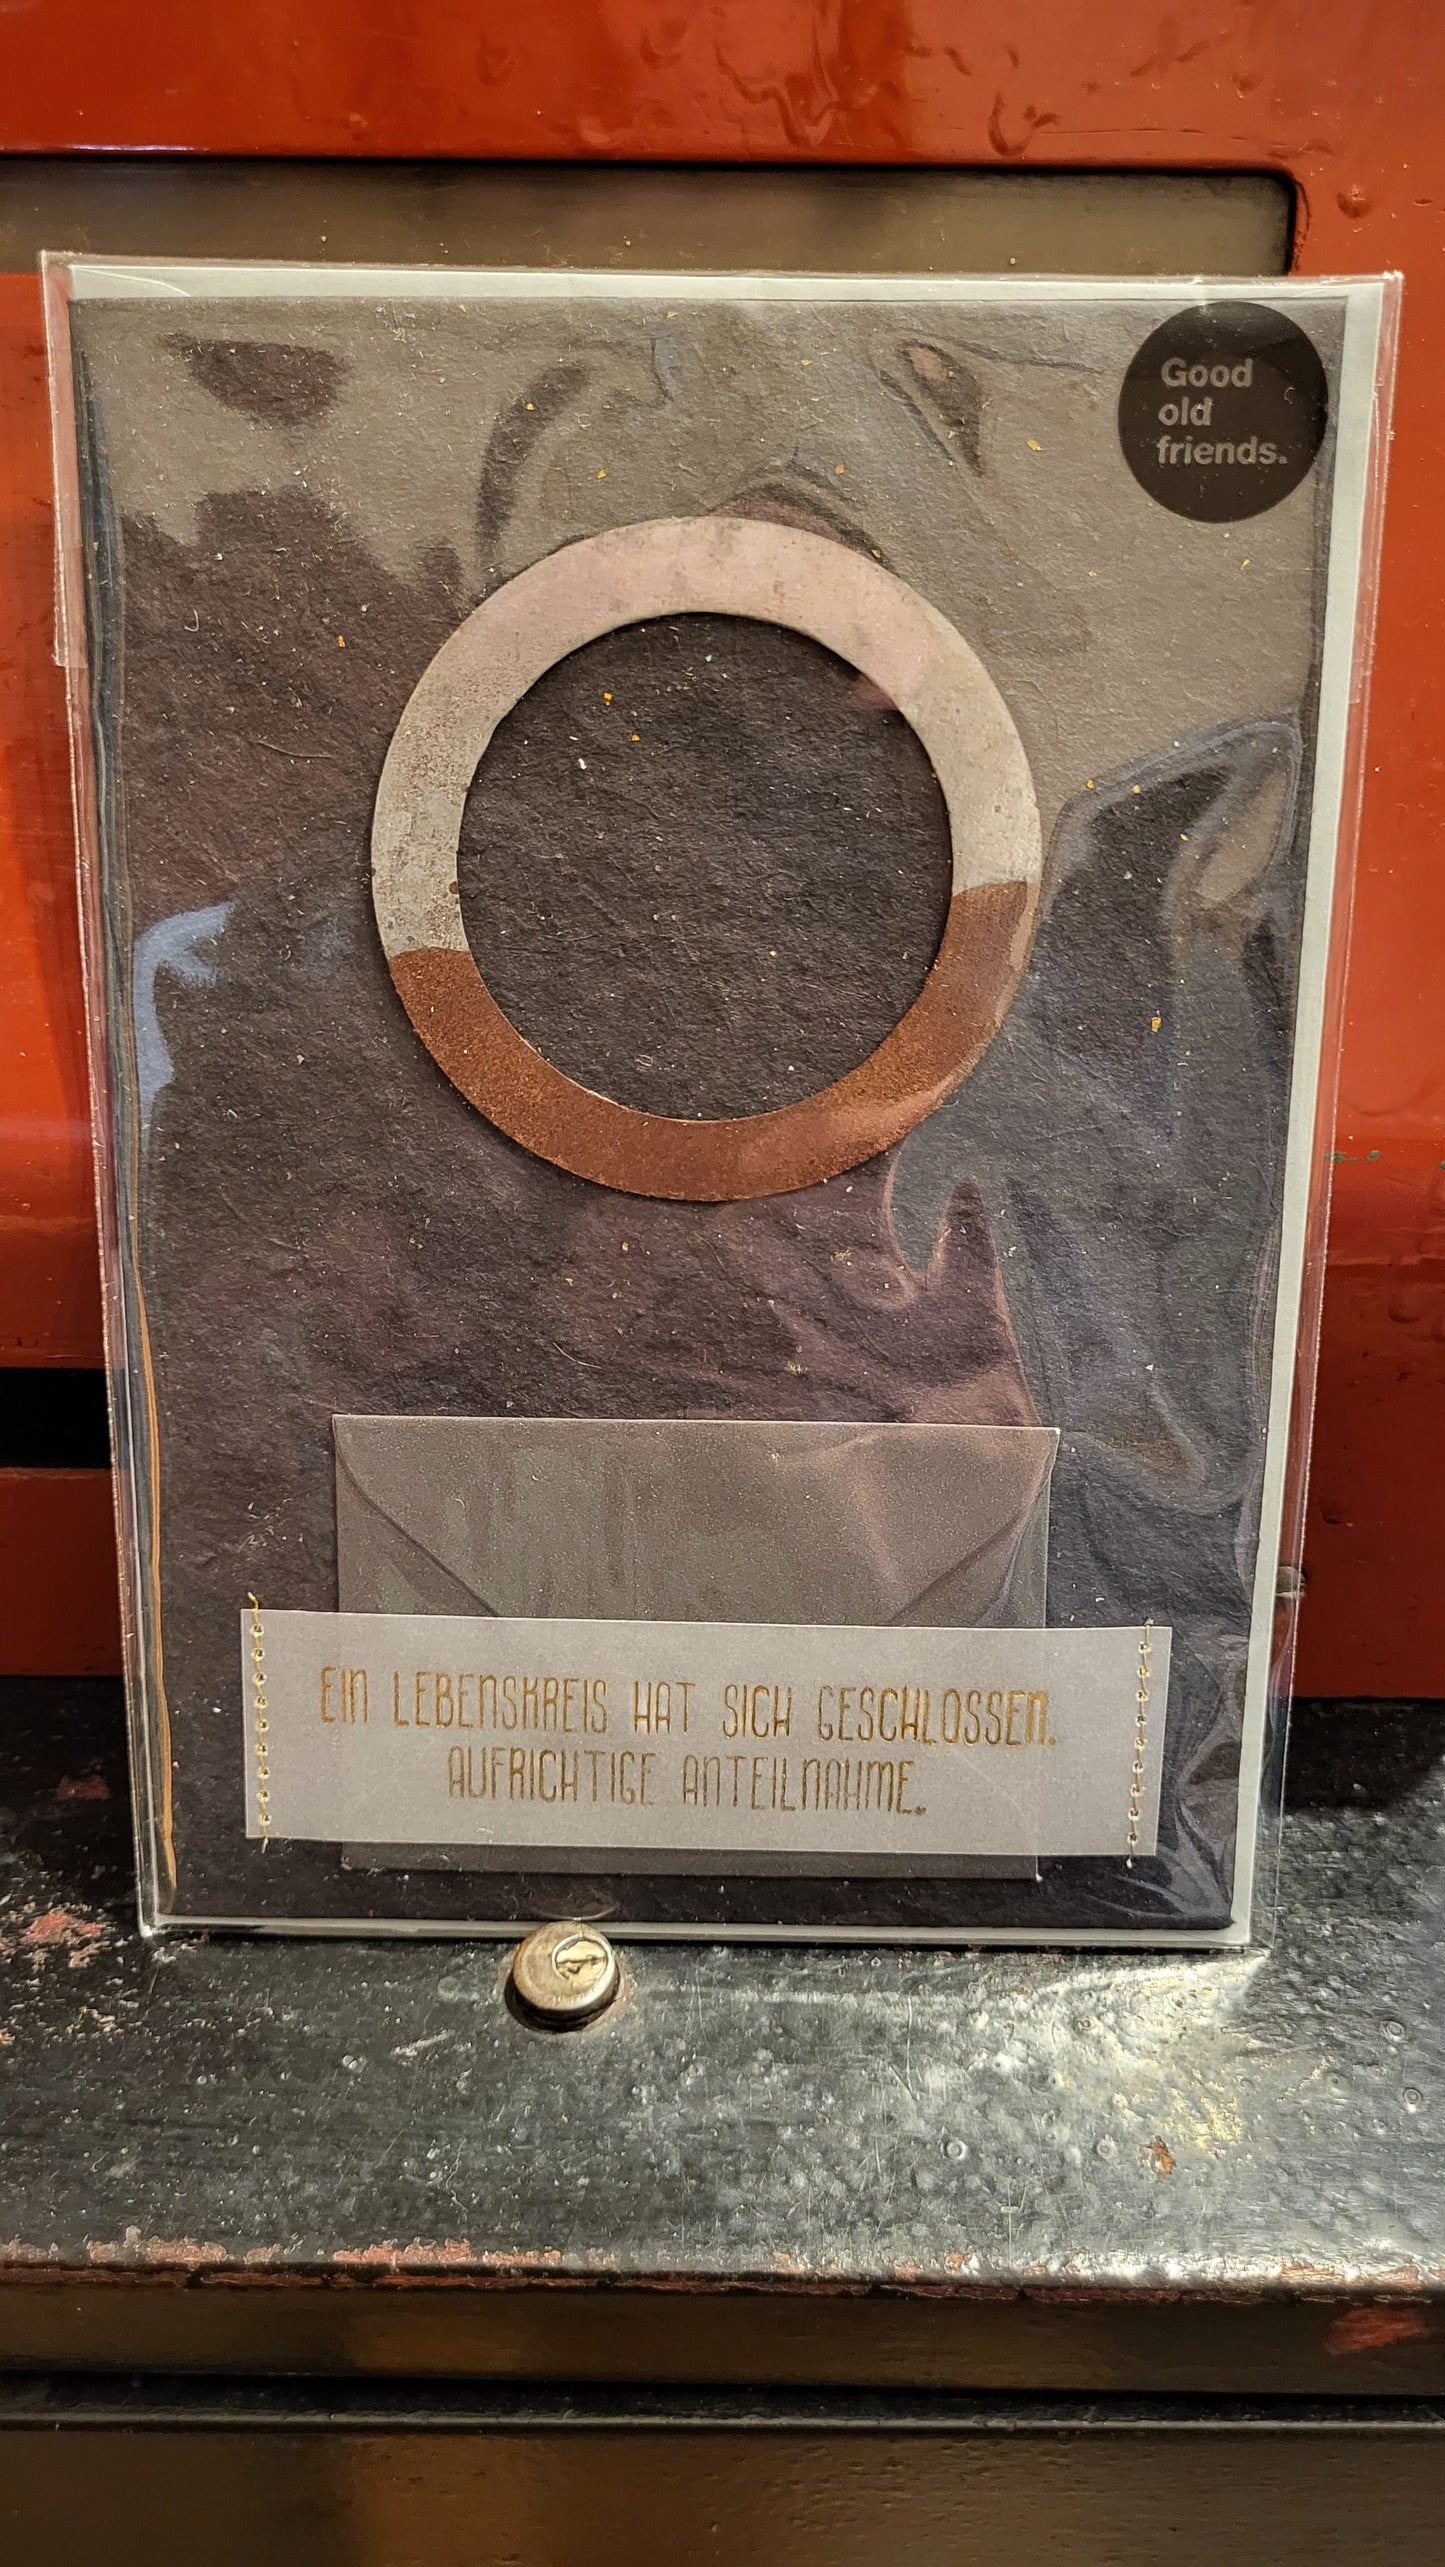 Good
old
friends.
EIN LEBENSKREIS HAT SICH GESCHLOSSEN.
AUFRICHTIGE ANTEILNAHME.